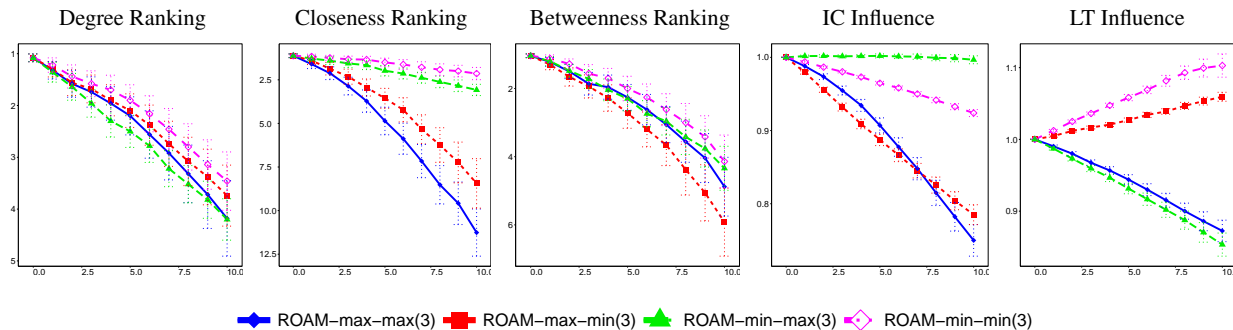 Degree Ranking Closeness Ranking Betweenness Ranking IC Influence LT Influence
1
2
3
4
5
0.0 2.5 5.0 7.5 10.0
2.5
5.0
7.5
10.0
12.5
0.0 2.5 5.0 7.5 10.0
2
4
6
0.0 2.5 5.0 7.5 10.0
1.0
0.9
0.8
0.0 2.5 5.0 7.5 10.0
1.1
1.0
0.9
0.0 2.5 5.0 7.5 10.0
ROAM-max-max(3) ROAM-max-min(3) ROAM-min-max(3) ROAM-min-min(3)